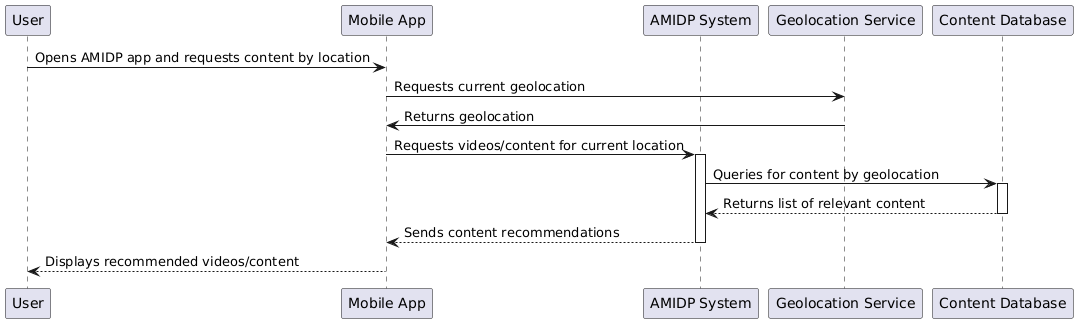 User
Mobile App
AMIDP System
Geolocation Service
Content Database
Opens AMIDP app and requests content by location
Requests current geolocation
Returns geolocation
Requests videos/content for current location
Queries for content by geolocation
Returns list of relevant content
Sends content recommendations
Displays recommended videos/content
User
Mobile App
AMIDP System
Geolocation Service
Content Database